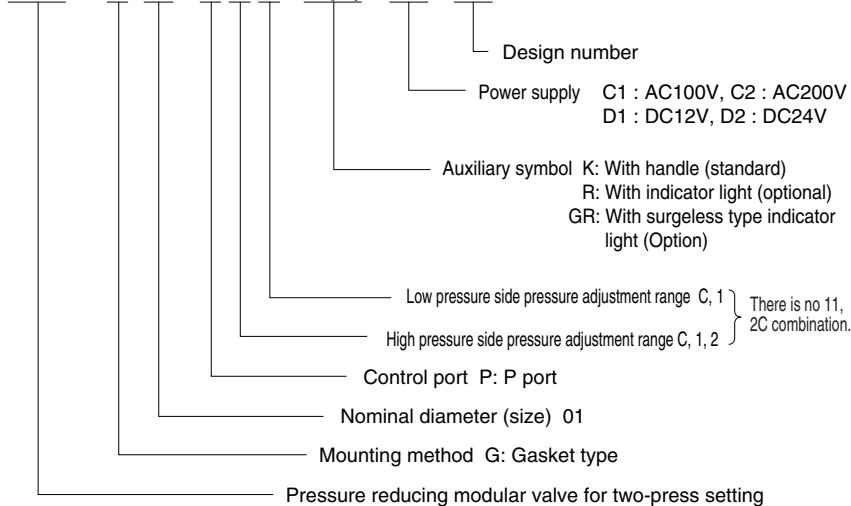 Design number
Power supply C1 : AC100V, C2 : AC200V
D1 : DC12V, D2 : DC24V
Auxiliary symbol K: With handle (standard)
R: With indicator light (optional)
GR: With surgeless type indicator
light (Option)
Low pressure side pressure adjustment range C, 1
High pressure side pressure adjustment range C, 1, 2
There is no 11,
2C combination.
Control port P: P port
Nominal diameter (size) 01
Mounting method G: Gasket type
Pressure reducing modular valve for two-press setting